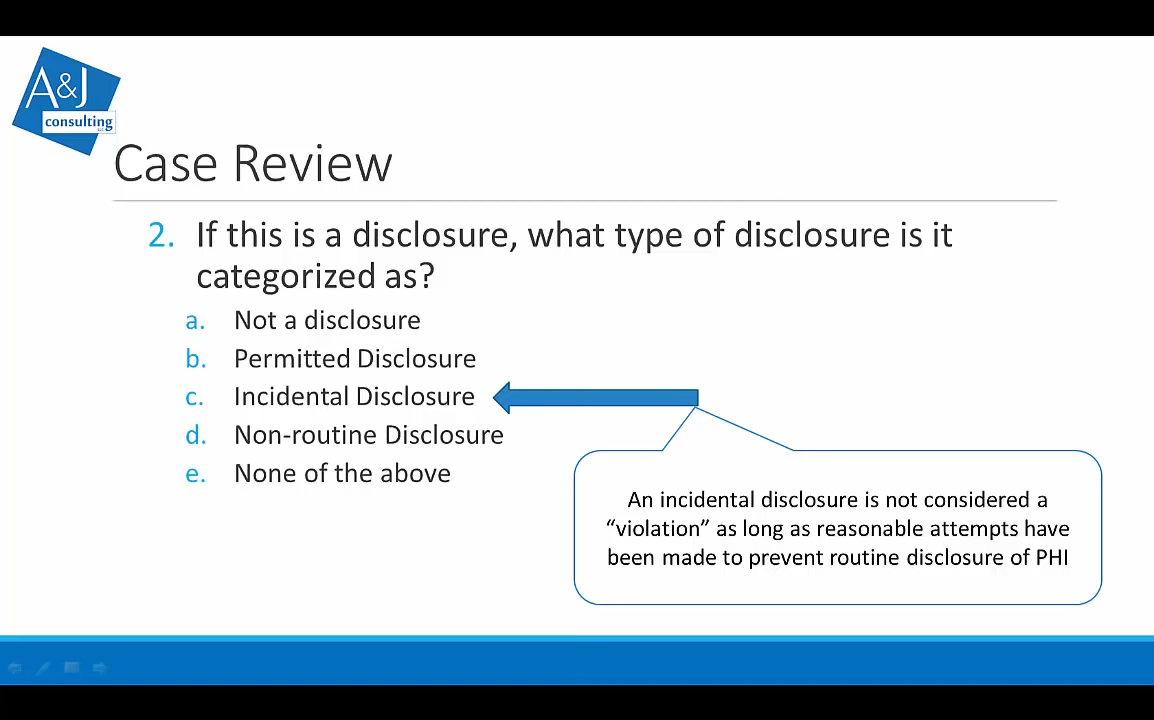 A&J
consulting
Case Review
2. If this is a disclosure, what type of disclosure is it
categorized as?
a. Not a disclosure
b. Permitted Disclosure
c. Incidental Disclosure
d. Non-routine Disclosure
e. None of the above
An incidental disclosure is not considered a
“violation” as long as reasonable attempts have
been made to prevent routine disclosure of PHI